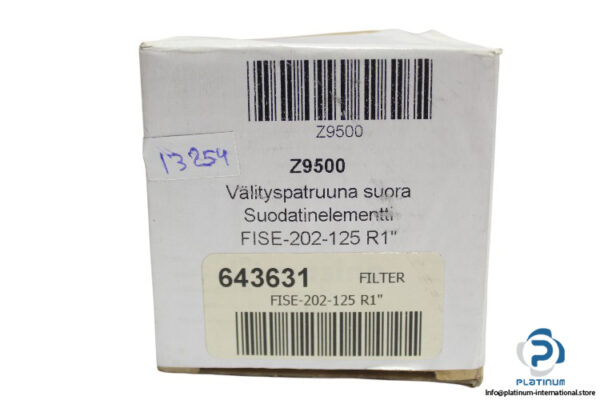 Z9500
13254
Z9500
Välityspatruuna suora
Suodatinelementti
FISE-202-125 R1"
643631 FILTER
FISE-202-125 R1"
PLATINUM
Info@platinum-international.store